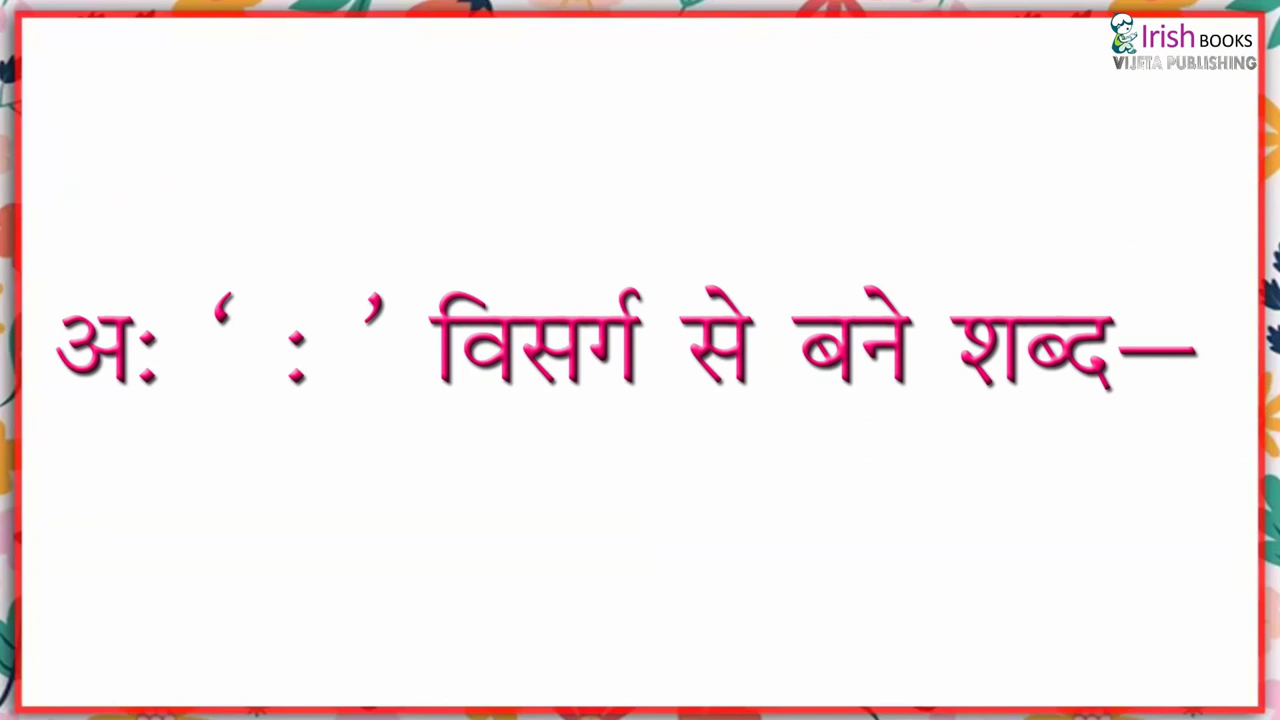 Irish BOOKS
VIJETA PUBLISHING
अः ‘ : ’ विसर्ग से बने शब्द—